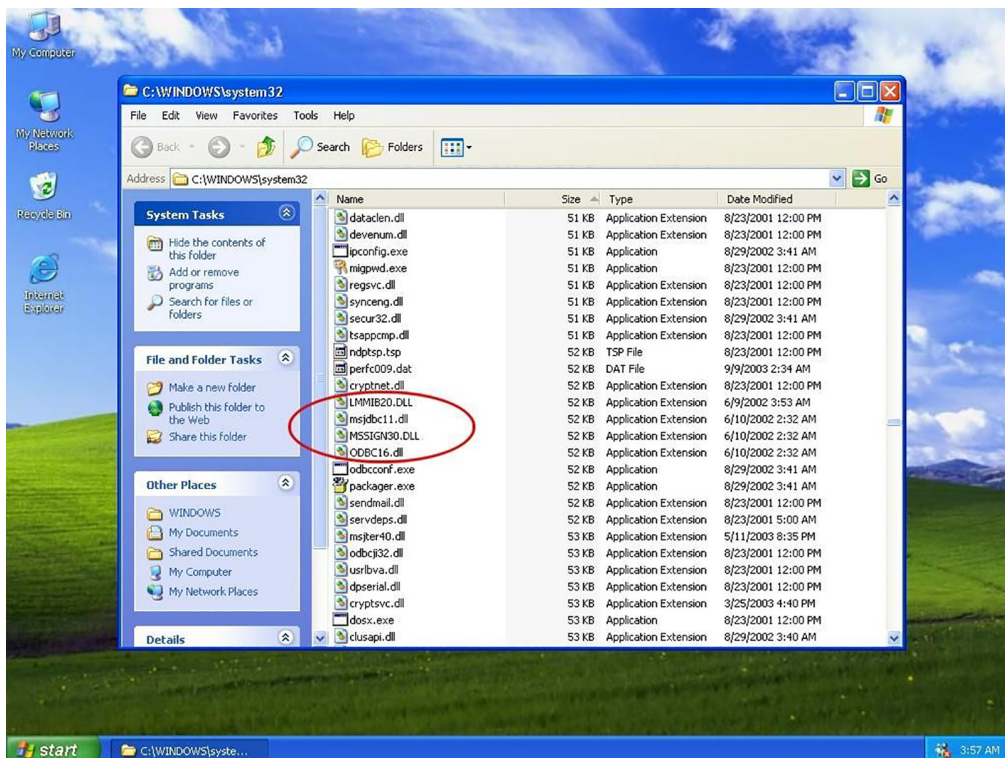 My Computer
My Network
Places
Recycle Bin
Internet
Explorer
C:\WINDOWS\system32
File Edit View Favorites Tools Help
Back Search Folders
Address C:\WINDOWS\system32 Go
System Tasks
Hide the contents of
this folder
Add or remove
programs
Search for files or
folders
File and Folder Tasks
Make a new folder
Publish this folder to
the Web
Share this folder
Other Places
WINDOWS
My Documents
Shared Documents
My Computer
My Network Places
Details
Name Size Type Date Modified
dataclen.dll 51 KB Application Extension 8/23/2001 12:00 PM
devenum.dll 51 KB Application Extension 8/23/2001 12:00 PM
ipconfig.exe 51 KB Application 8/29/2002 3:41 AM
migpwd.exe 51 KB Application 8/23/2001 12:00 PM
regsvc.dll 51 KB Application Extension 8/23/2001 12:00 PM
synceng.dll 51 KB Application Extension 8/23/2001 12:00 PM
secur32.dll 51 KB Application Extension 8/29/2002 3:41 AM
tsappcmp.dll 51 KB Application Extension 8/23/2001 12:00 PM
ndptsp.tsp 52 KB TSP File 8/23/2001 12:00 PM
perfc009.dat 52 KB DAT File 9/9/2003 2:34 AM
cryptnet.dll 52 KB Application Extension 8/23/2001 12:00 PM
LMMIB20.DLL 52 KB Application Extension 6/9/2002 3:53 AM
msjdbc11.dll 52 KB Application Extension 6/10/2002 2:32 AM
MSSIGN30.DLL 52 KB Application Extension 6/10/2002 2:32 AM
ODBC16.dll 52 KB Application Extension 6/10/2002 2:32 AM
odbcconf.exe 52 KB Application 8/29/2002 3:41 AM
packager.exe 52 KB Application 8/29/2002 3:41 AM
sendmail.dll 52 KB Application Extension 8/23/2001 12:00 PM
servdeps.dll 52 KB Application Extension 8/23/2001 5:00 AM
msjter40.dll 53 KB Application Extension 5/11/2003 8:35 PM
odbcji32.dll 53 KB Application Extension 8/23/2001 12:00 PM
usrlbva.dll 53 KB Application Extension 8/23/2001 12:00 PM
dpserial.dll 53 KB Application Extension 8/23/2001 12:00 PM
cryptsvc.dll 53 KB Application Extension 3/25/2003 4:40 PM
dosx.exe 53 KB Application 8/23/2001 12:00 PM
clusapi.dll 53 KB Application Extension 8/29/2002 3:40 AM
start C:\WINDOWS\syste... 3:57 AM